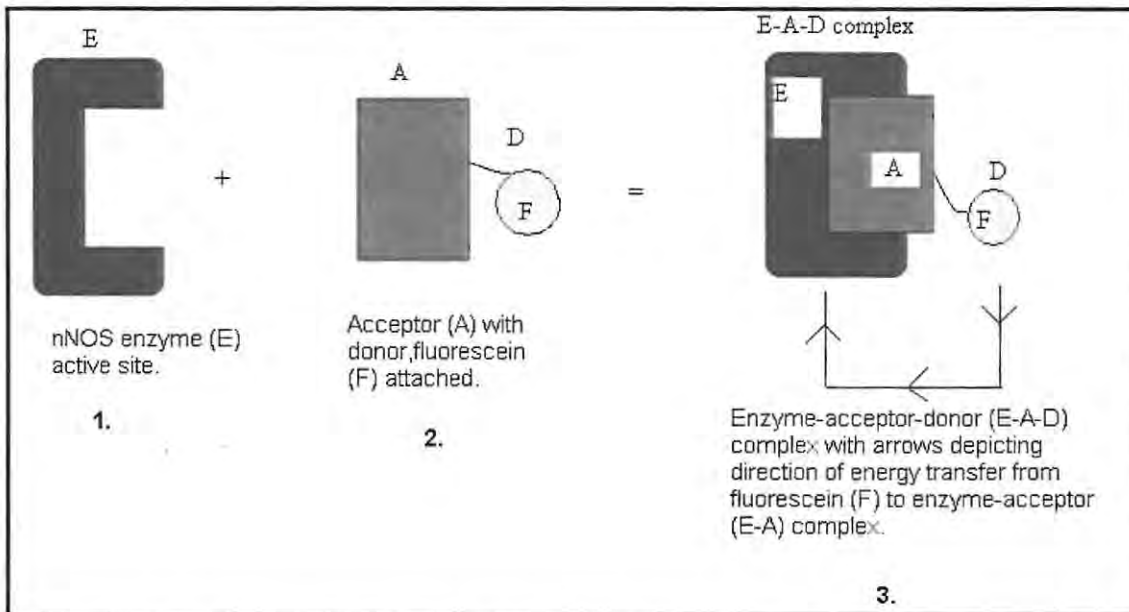 E
nNOS enzyme (E)
active site.
1.
+
A
D
F
Acceptor (A) with
donor,fluorescein
(F) attached.
2.
=
E-A-D complex
E
A
D
F
Enzyme-acceptor-donor (E-A-D)
complex with arrows depicting
direction of energy transfer from
fluorescein (F) to enzyme-acceptor
(E-A) complex.
3.